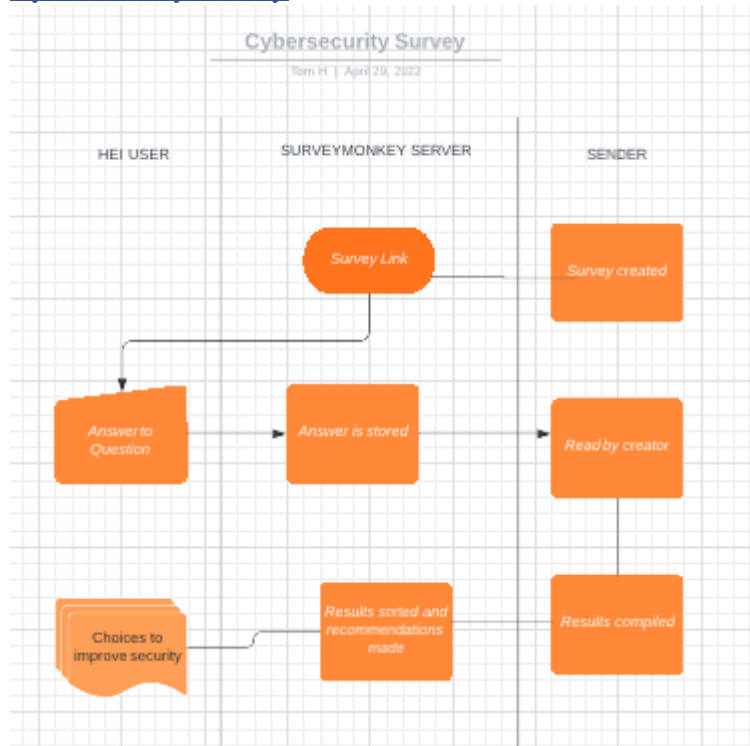 Cybersecurity Survey
Tom H | April 29, 2022
HEI USER
SURVEYMONKEY SERVER
SENDER
Survey Link
Survey created
Answer to
Question
Answer is stored
Read by creator
Choices to
improve security
Results sorted and
recommendations
made
Results compiled